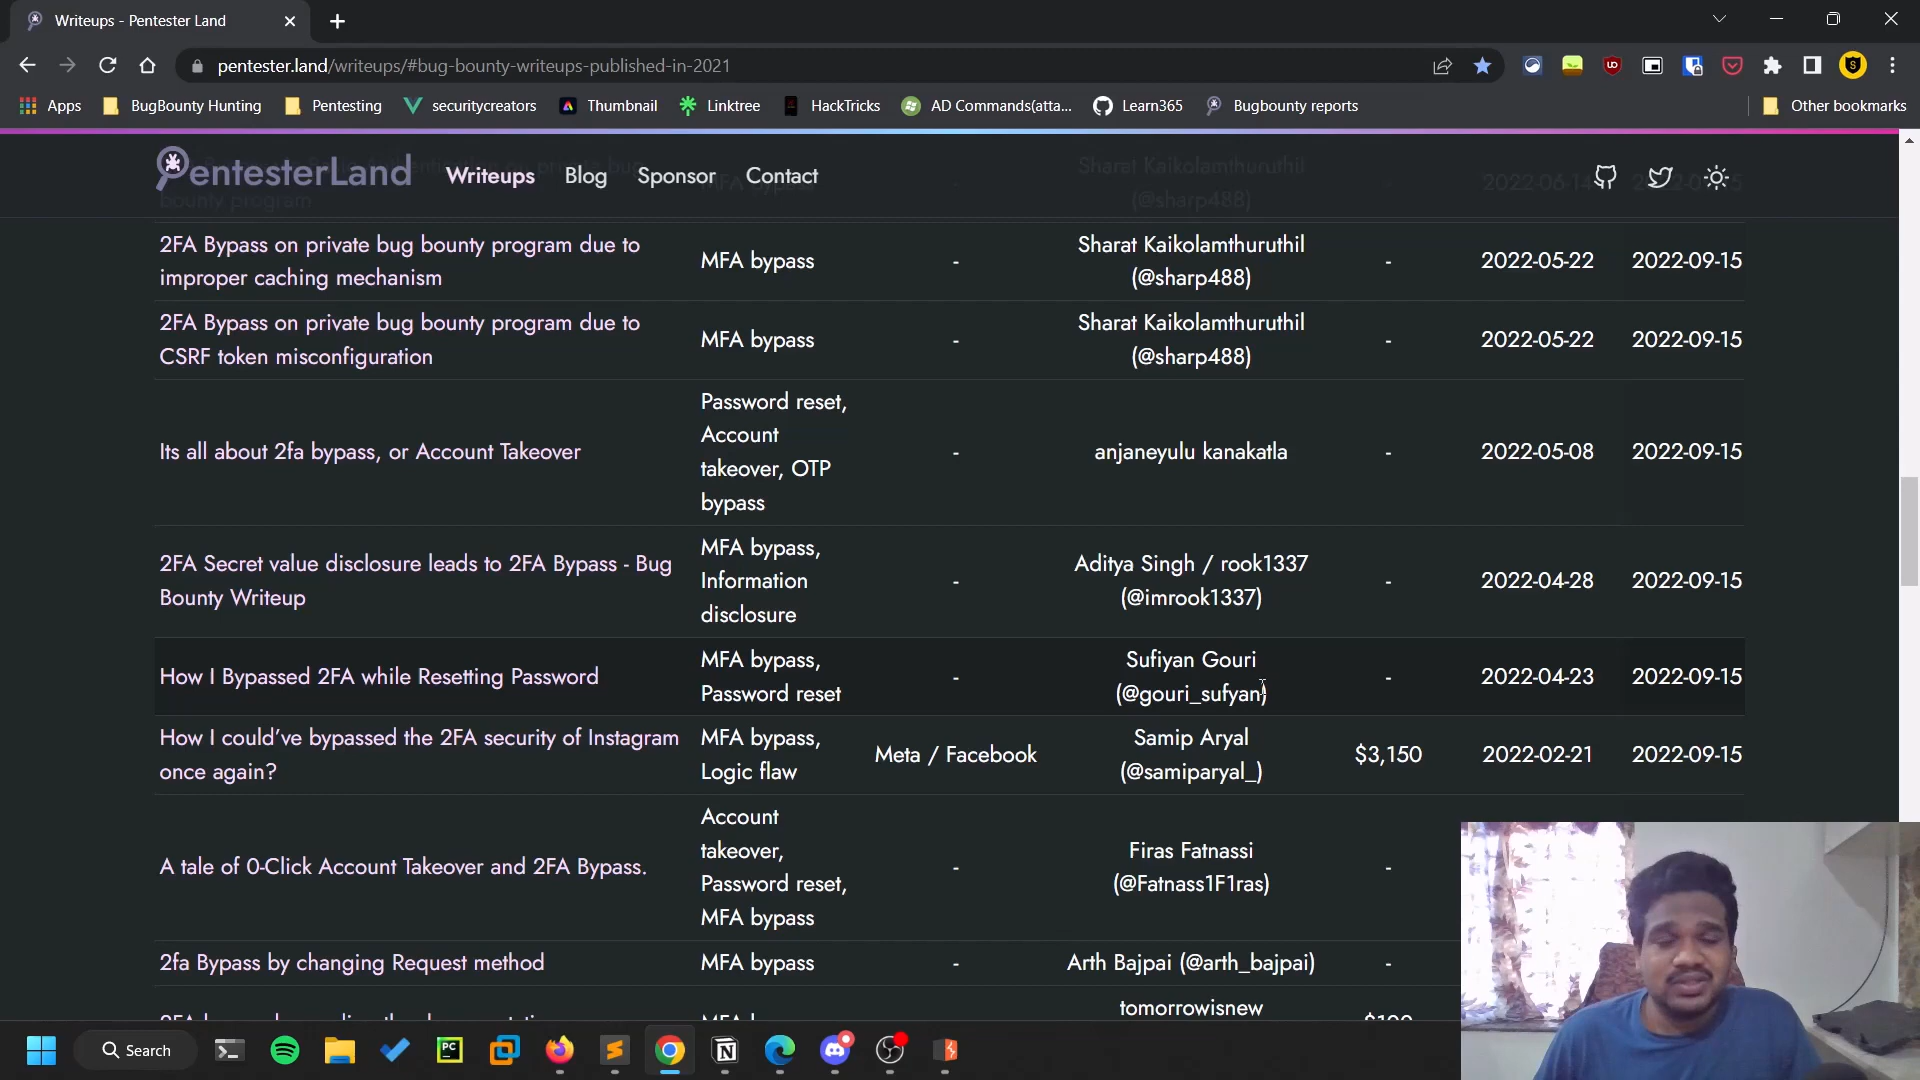 Writeups - Pentester Land
pentester.land/writeups/#bug-bounty-writeups-published-in-2021
Apps
BugBounty Hunting
Pentesting
securitycreators
Thumbnail
Linktree
HackTricks
AD Commands(atta...
Learn365
Bugbounty reports
Other bookmarks
PentesterLand
Writeups
Blog
Sponsor
Contact
bounty program
MFA bypass
-
Sharat Kaikolamthuruthil
(@sharp488)
2022-06-14
2FA Bypass on private bug bounty program due to
improper caching mechanism
MFA bypass
-
Sharat Kaikolamthuruthil
(@sharp488)
-
2022-05-22
2022-09-15
2FA Bypass on private bug bounty program due to
CSRF token misconfiguration
MFA bypass
-
Sharat Kaikolamthuruthil
(@sharp488)
-
2022-05-22
2022-09-15
Its all about 2fa bypass, or Account Takeover
Password reset,
Account
takeover, OTP
bypass
-
anjaneyulu kanakatla
-
2022-05-08
2022-09-15
2FA Secret value disclosure leads to 2FA Bypass - Bug
Bounty Writeup
MFA bypass,
Information
disclosure
-
Aditya Singh / rook1337
(@imrook1337)
-
2022-04-28
2022-09-15
How I Bypassed 2FA while Resetting Password
MFA bypass,
Password reset
-
Sufiyan Gouri
(@gouri_sufyan)
-
2022-04-23
2022-09-15
How I could've bypassed the 2FA security of Instagram
once again?
MFA bypass,
Logic flaw
Meta / Facebook
Samip Aryal
(@samiparyal_)
$3,150
2022-02-21
2022-09-15
A tale of 0-Click Account Takeover and 2FA Bypass.
Account
takeover,
Password reset,
MFA bypass
-
Firas Fatnassi
(@Fatnass1F1ras)
-
2fa Bypass by changing Request method
MFA bypass
-
Arth Bajpai (@arth_bajpai)
-
tomorrowisnew
Search